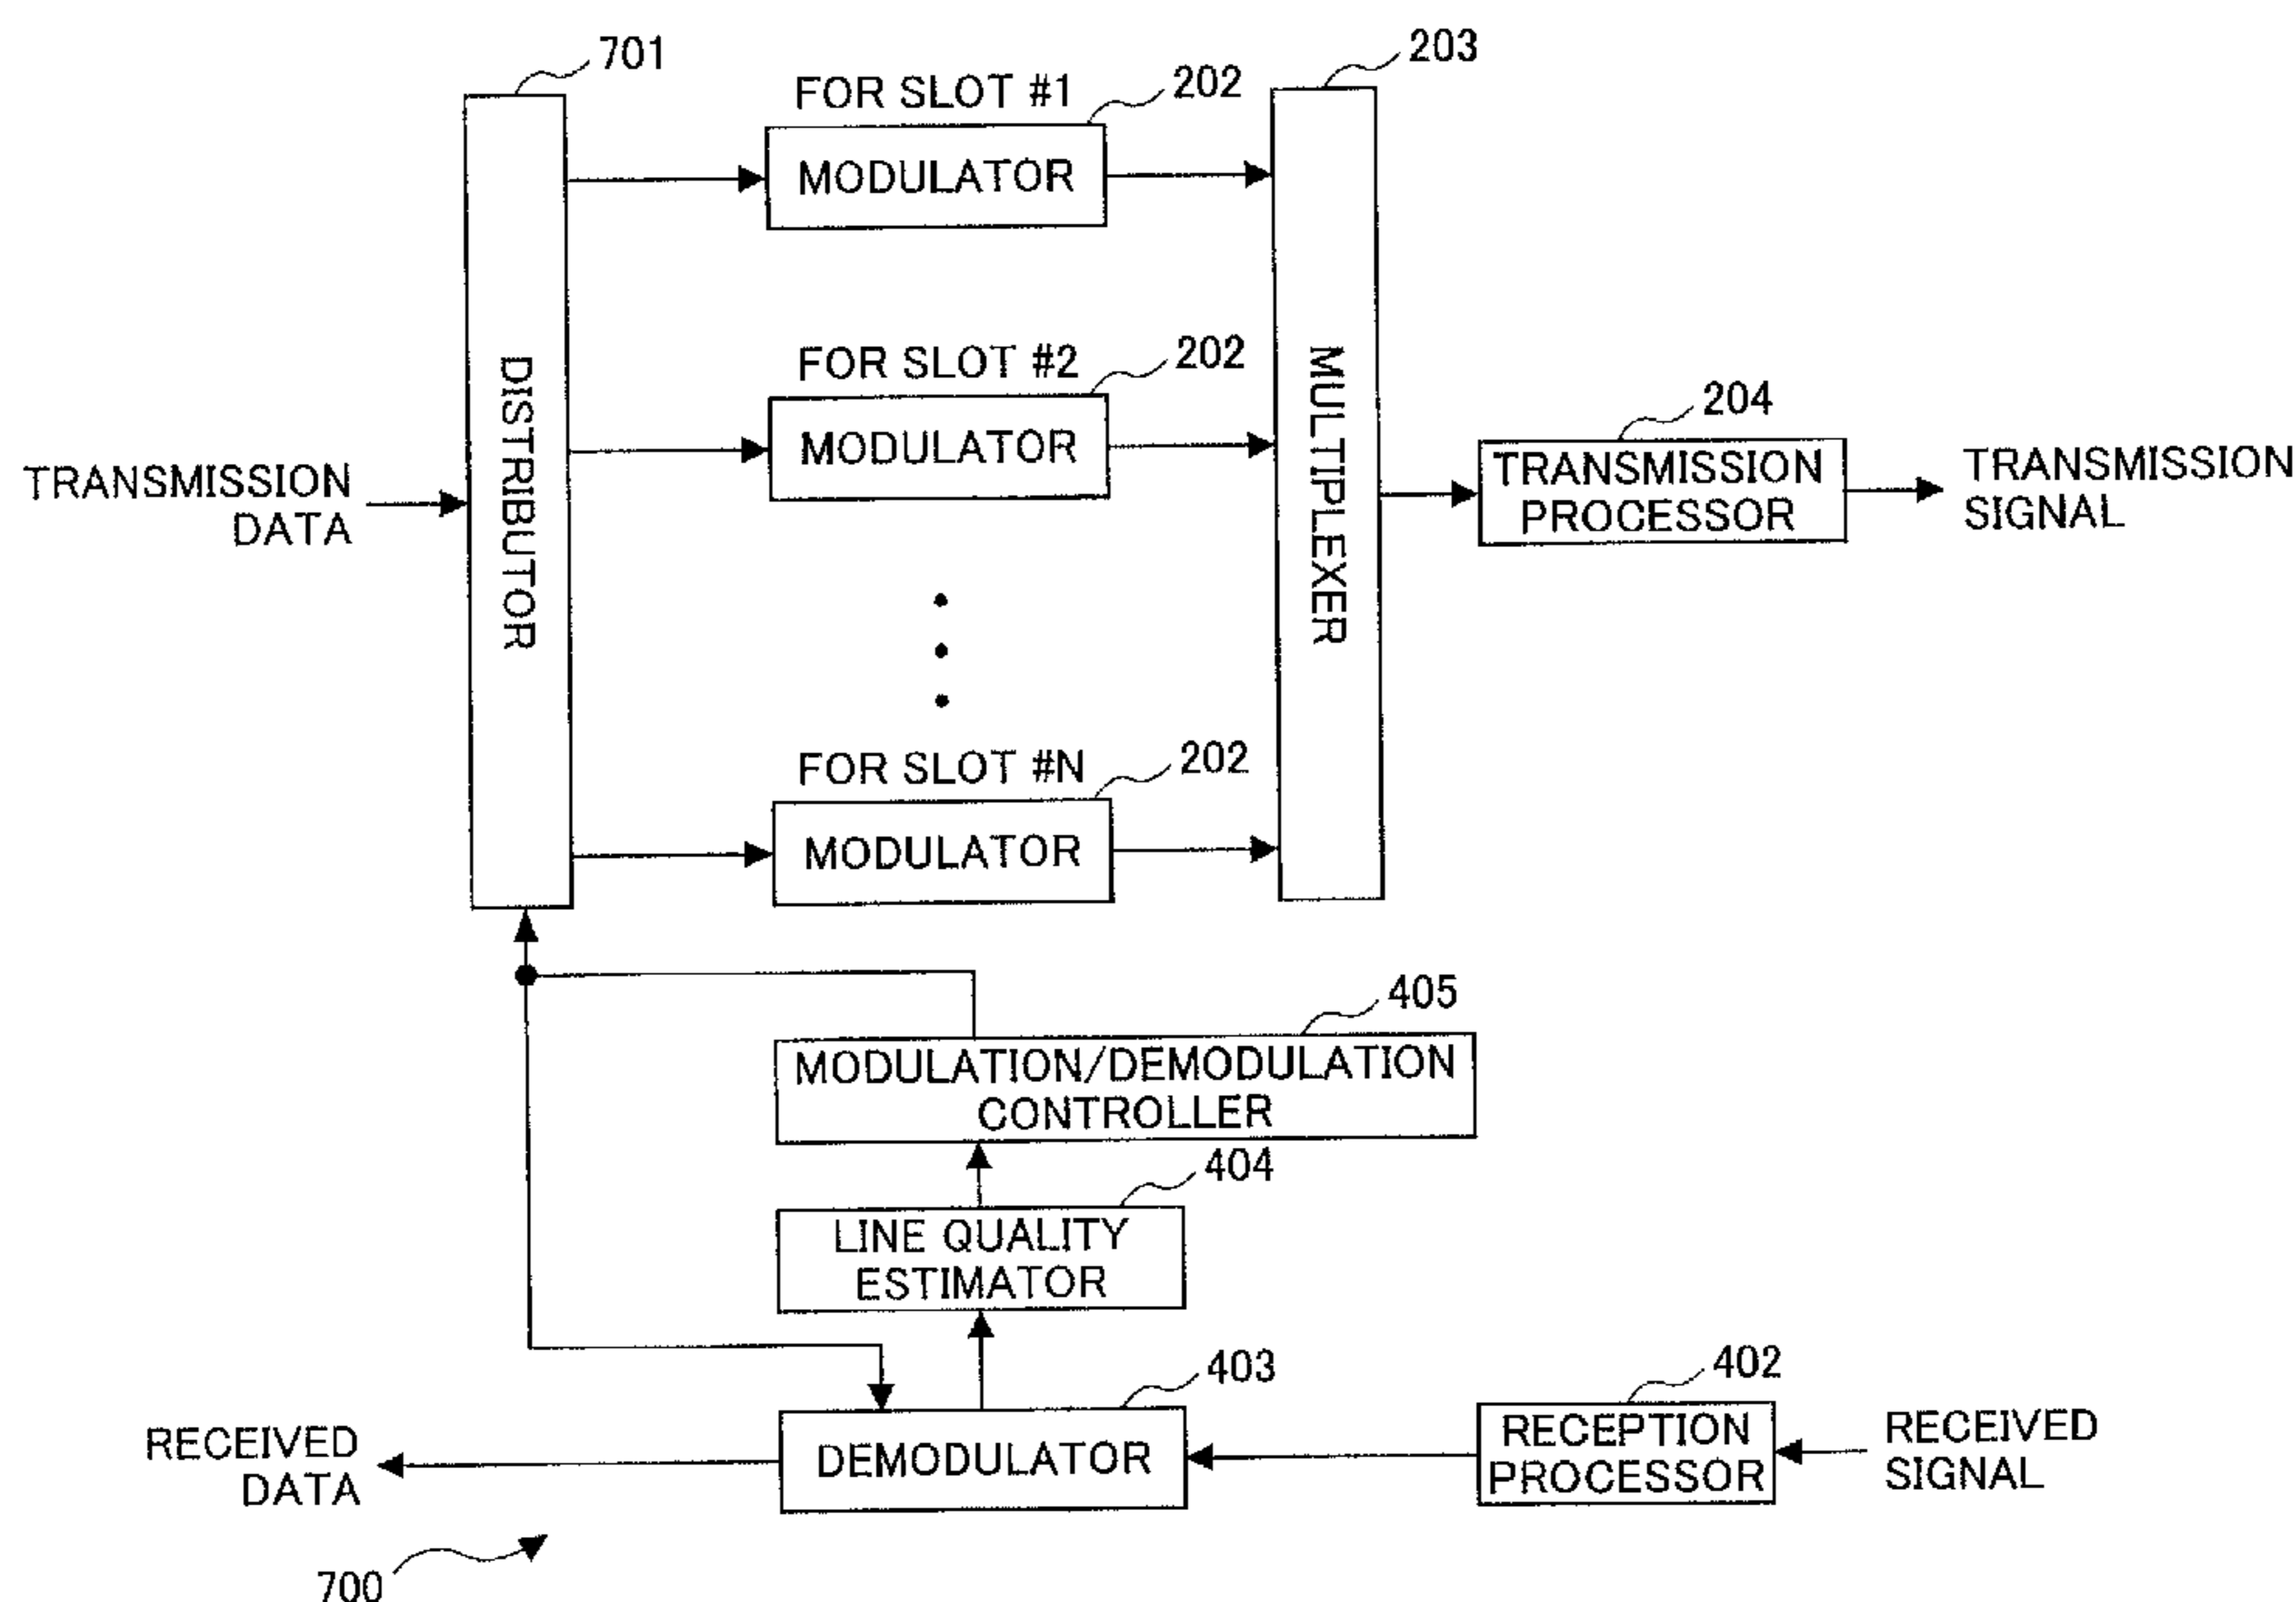 701
FOR SLOT #1
202
203
MODULATOR
FOR SLOT #2
202
MODULATOR
204
TRANSMISSION
DATA
DISTRIBUTOR
MULTIPLEXER
TRANSMISSION
PROCESSOR
TRANSMISSION
SIGNAL
FOR SLOT #N
202
MODULATOR
405
MODULATION/DEMODULATION
CONTROLLER
404
LINE QUALITY
ESTIMATOR
403
402
RECEIVED
DATA
DEMODULATOR
RECEPTION
PROCESSOR
RECEIVED
SIGNAL
700